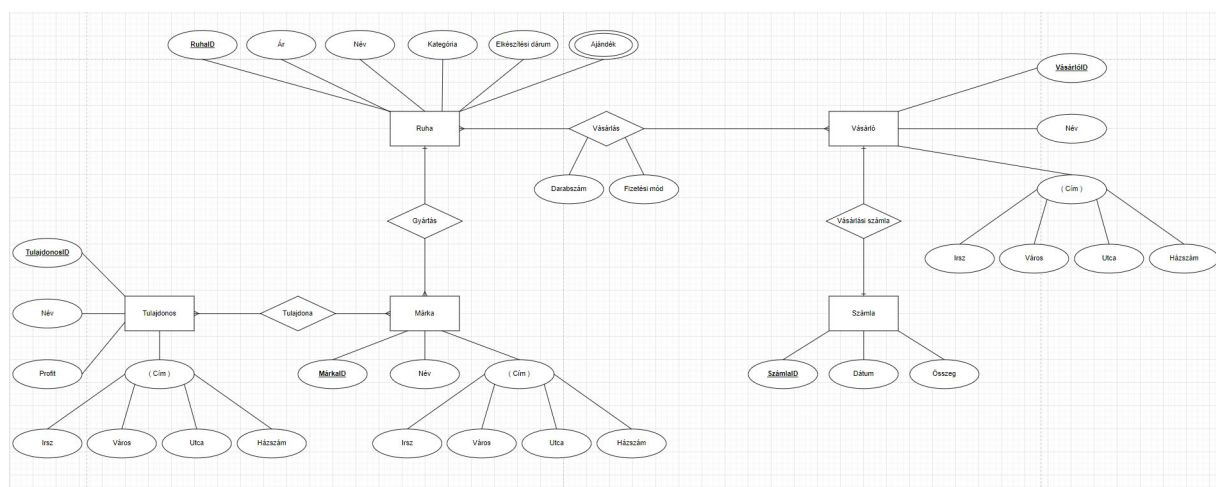 RuhaID
Ár
Név
Kategória
Elkészítési dárum
Ajándék
VásárlóID
Ruha
Vásárlás
Vásárló
Név
Darabszám
Fizetési mód
( Cím )
Gyártás
Vásárlási számla
TulajdonosID
Irsz
Város
Utca
Házszám
Név
Tulajdonos
Tulajdona
Márka
Számla
Profit
( Cím )
MárkaID
Név
( Cím )
SzámlaID
Dátum
Összeg
Irsz
Város
Utca
Házszám
Irsz
Város
Utca
Házszám